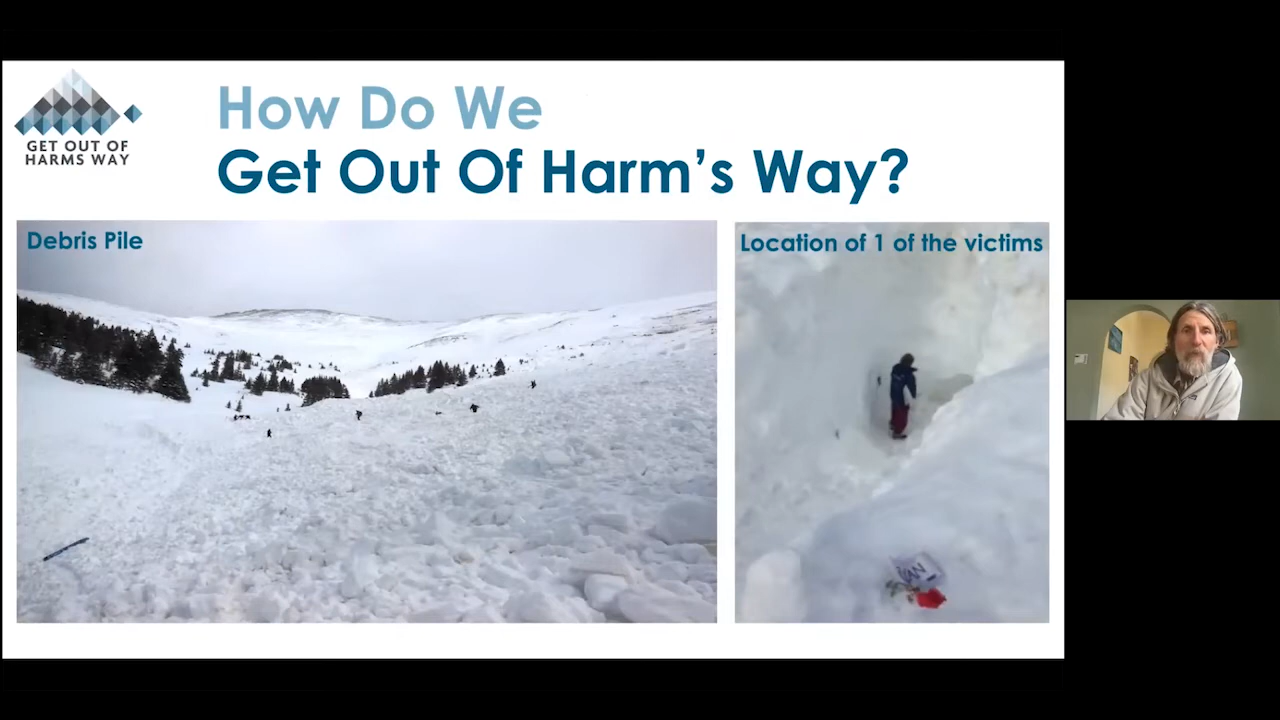 GET OUT OF
HARMS WAY
How Do We
Get Out Of Harm's Way?
Debris Pile
Location of 1 of the victims